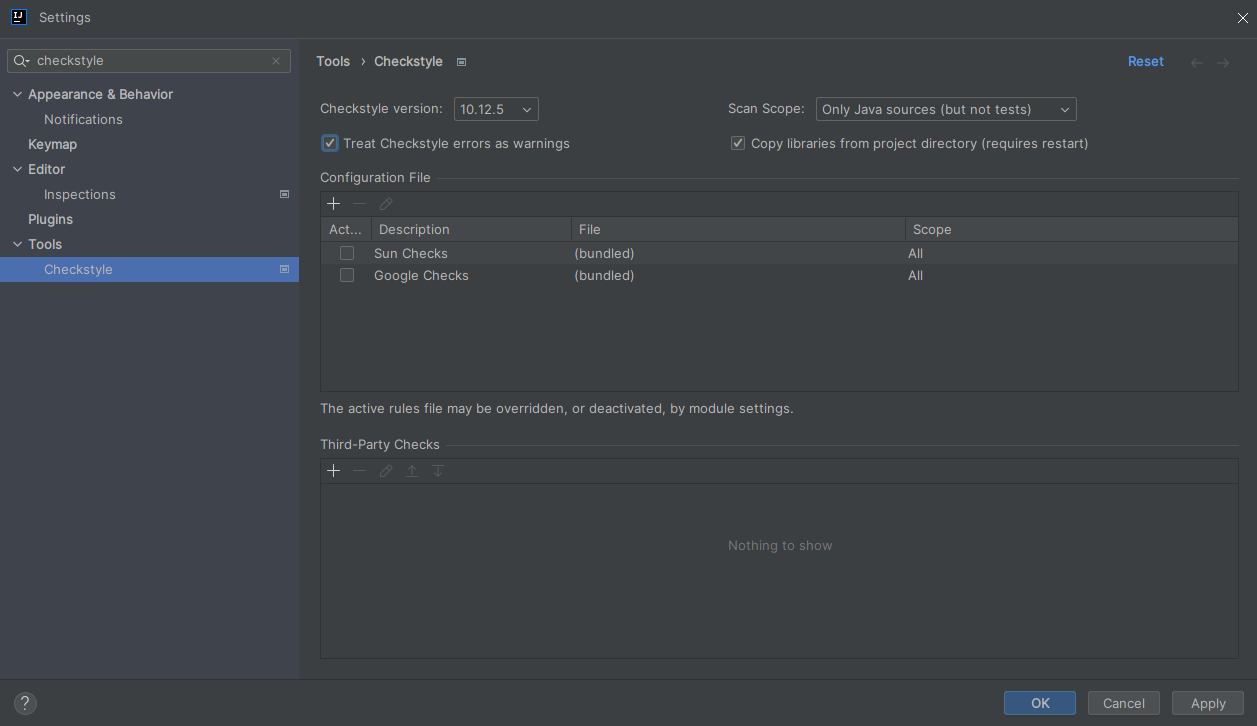 Settings
checkstyle
Appearance & Behavior
Notifications
Keymap
Editor
Inspections
Plugins
Tools
Checkstyle
Tools › Checkstyle
Reset
Checkstyle version: 10.12.5
Scan Scope: Only Java sources (but not tests)
Treat Checkstyle errors as warnings
Copy libraries from project directory (requires restart)
Configuration File
Act... Description File Scope
Sun Checks (bundled) All
Google Checks (bundled) All
The active rules file may be overridden, or deactivated, by module settings.
Third-Party Checks
Nothing to show
? OK Cancel Apply